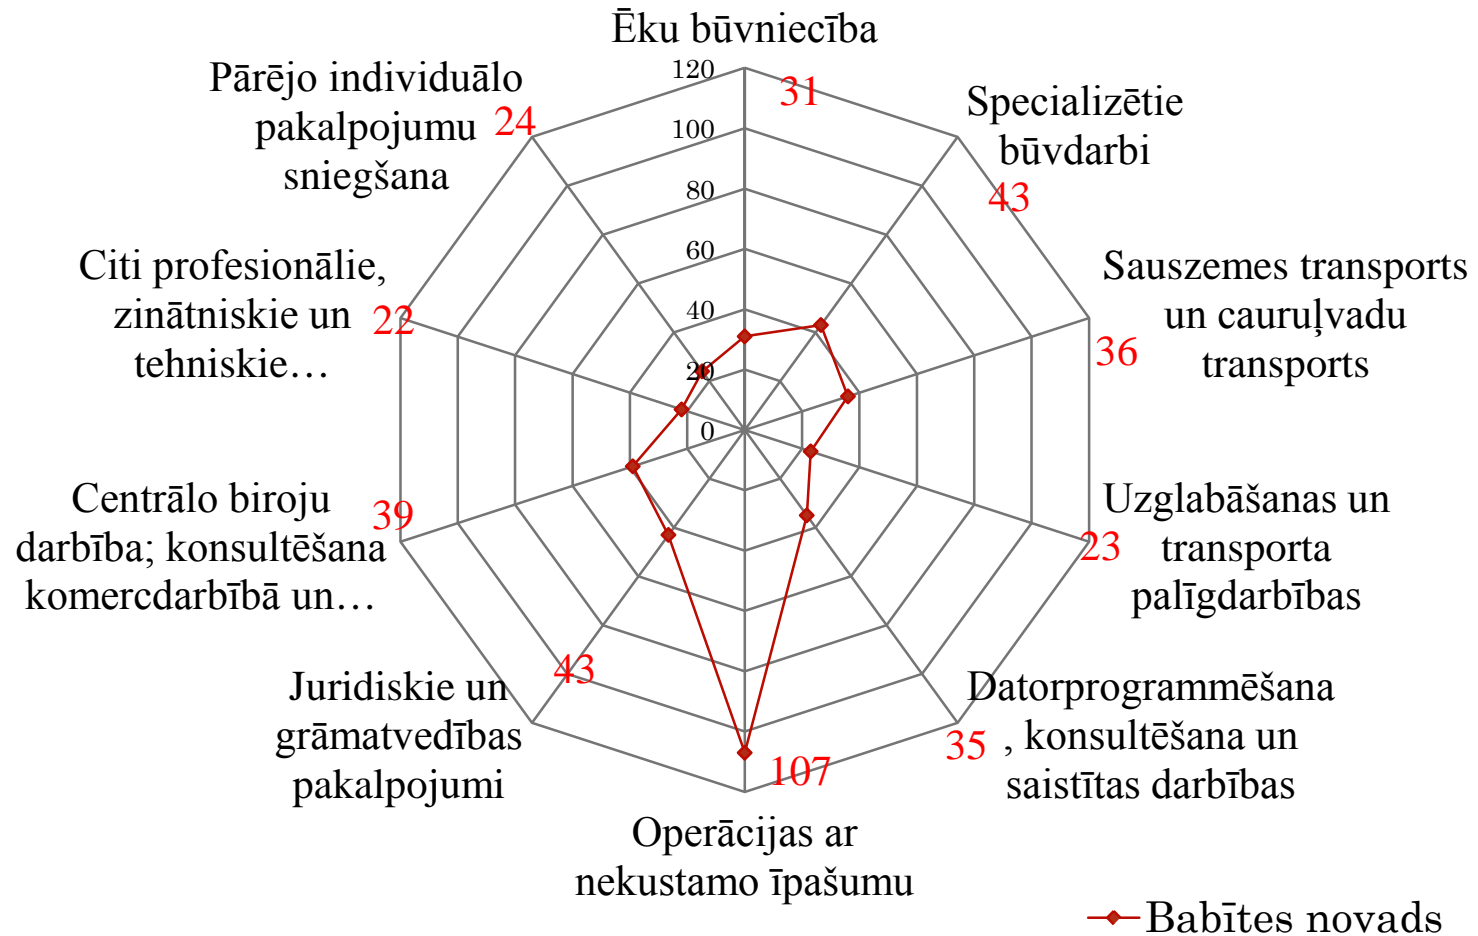 Ēku būvniecība
31
Specializētie
būvdarbi
43
Sauszemes transports
un cauruļvadu
transports
36
Uzglabāšanas un
transporta
palīgdarbības
23
Datorprogrammēšana
, konsultēšana un
saistītas darbības
35
Operācijas ar
nekustamo īpašumu
107
Juridiskie un
grāmatvedības
pakalpojumi
43
Centrālo biroju
darbība; konsultēšana
komercdarbībā un…
39
Citi profesionālie,
zinātniskie un
tehniskie…
22
Pārējo individuālo
pakalpojumu
sniegšana
24
120
100
80
60
40
20
0
Babītes novads